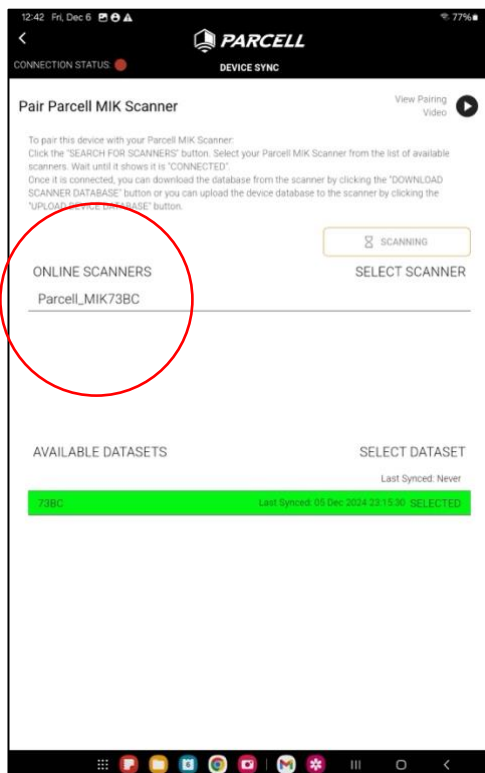 12:42 Fri, Dec 6 77%
PARCELL
CONNECTION STATUS: DEVICE SYNC
Pair Parcell MIK Scanner
View Pairing
Video
To pair this device with your Parcell MIK Scanner:
Click the "SEARCH FOR SCANNERS" button. Select your Parcell MIK Scanner from the list of available
scanners. Wait until it shows it is "CONNECTED".
Once it is connected, you can download the database from the scanner by clicking the "DOWNLOAD
SCANNER DATABASE" button or you can upload the device database to the scanner by clicking the
"UPLOAD DEVICE DATABASE" button.
SCANNING
ONLINE SCANNERS SELECT SCANNER
Parcell_MIK73BC
AVAILABLE DATASETS SELECT DATASET
Last Synced: Never
73BC Last Synced: 05 Dec 2024 23:15:30 SELECTED